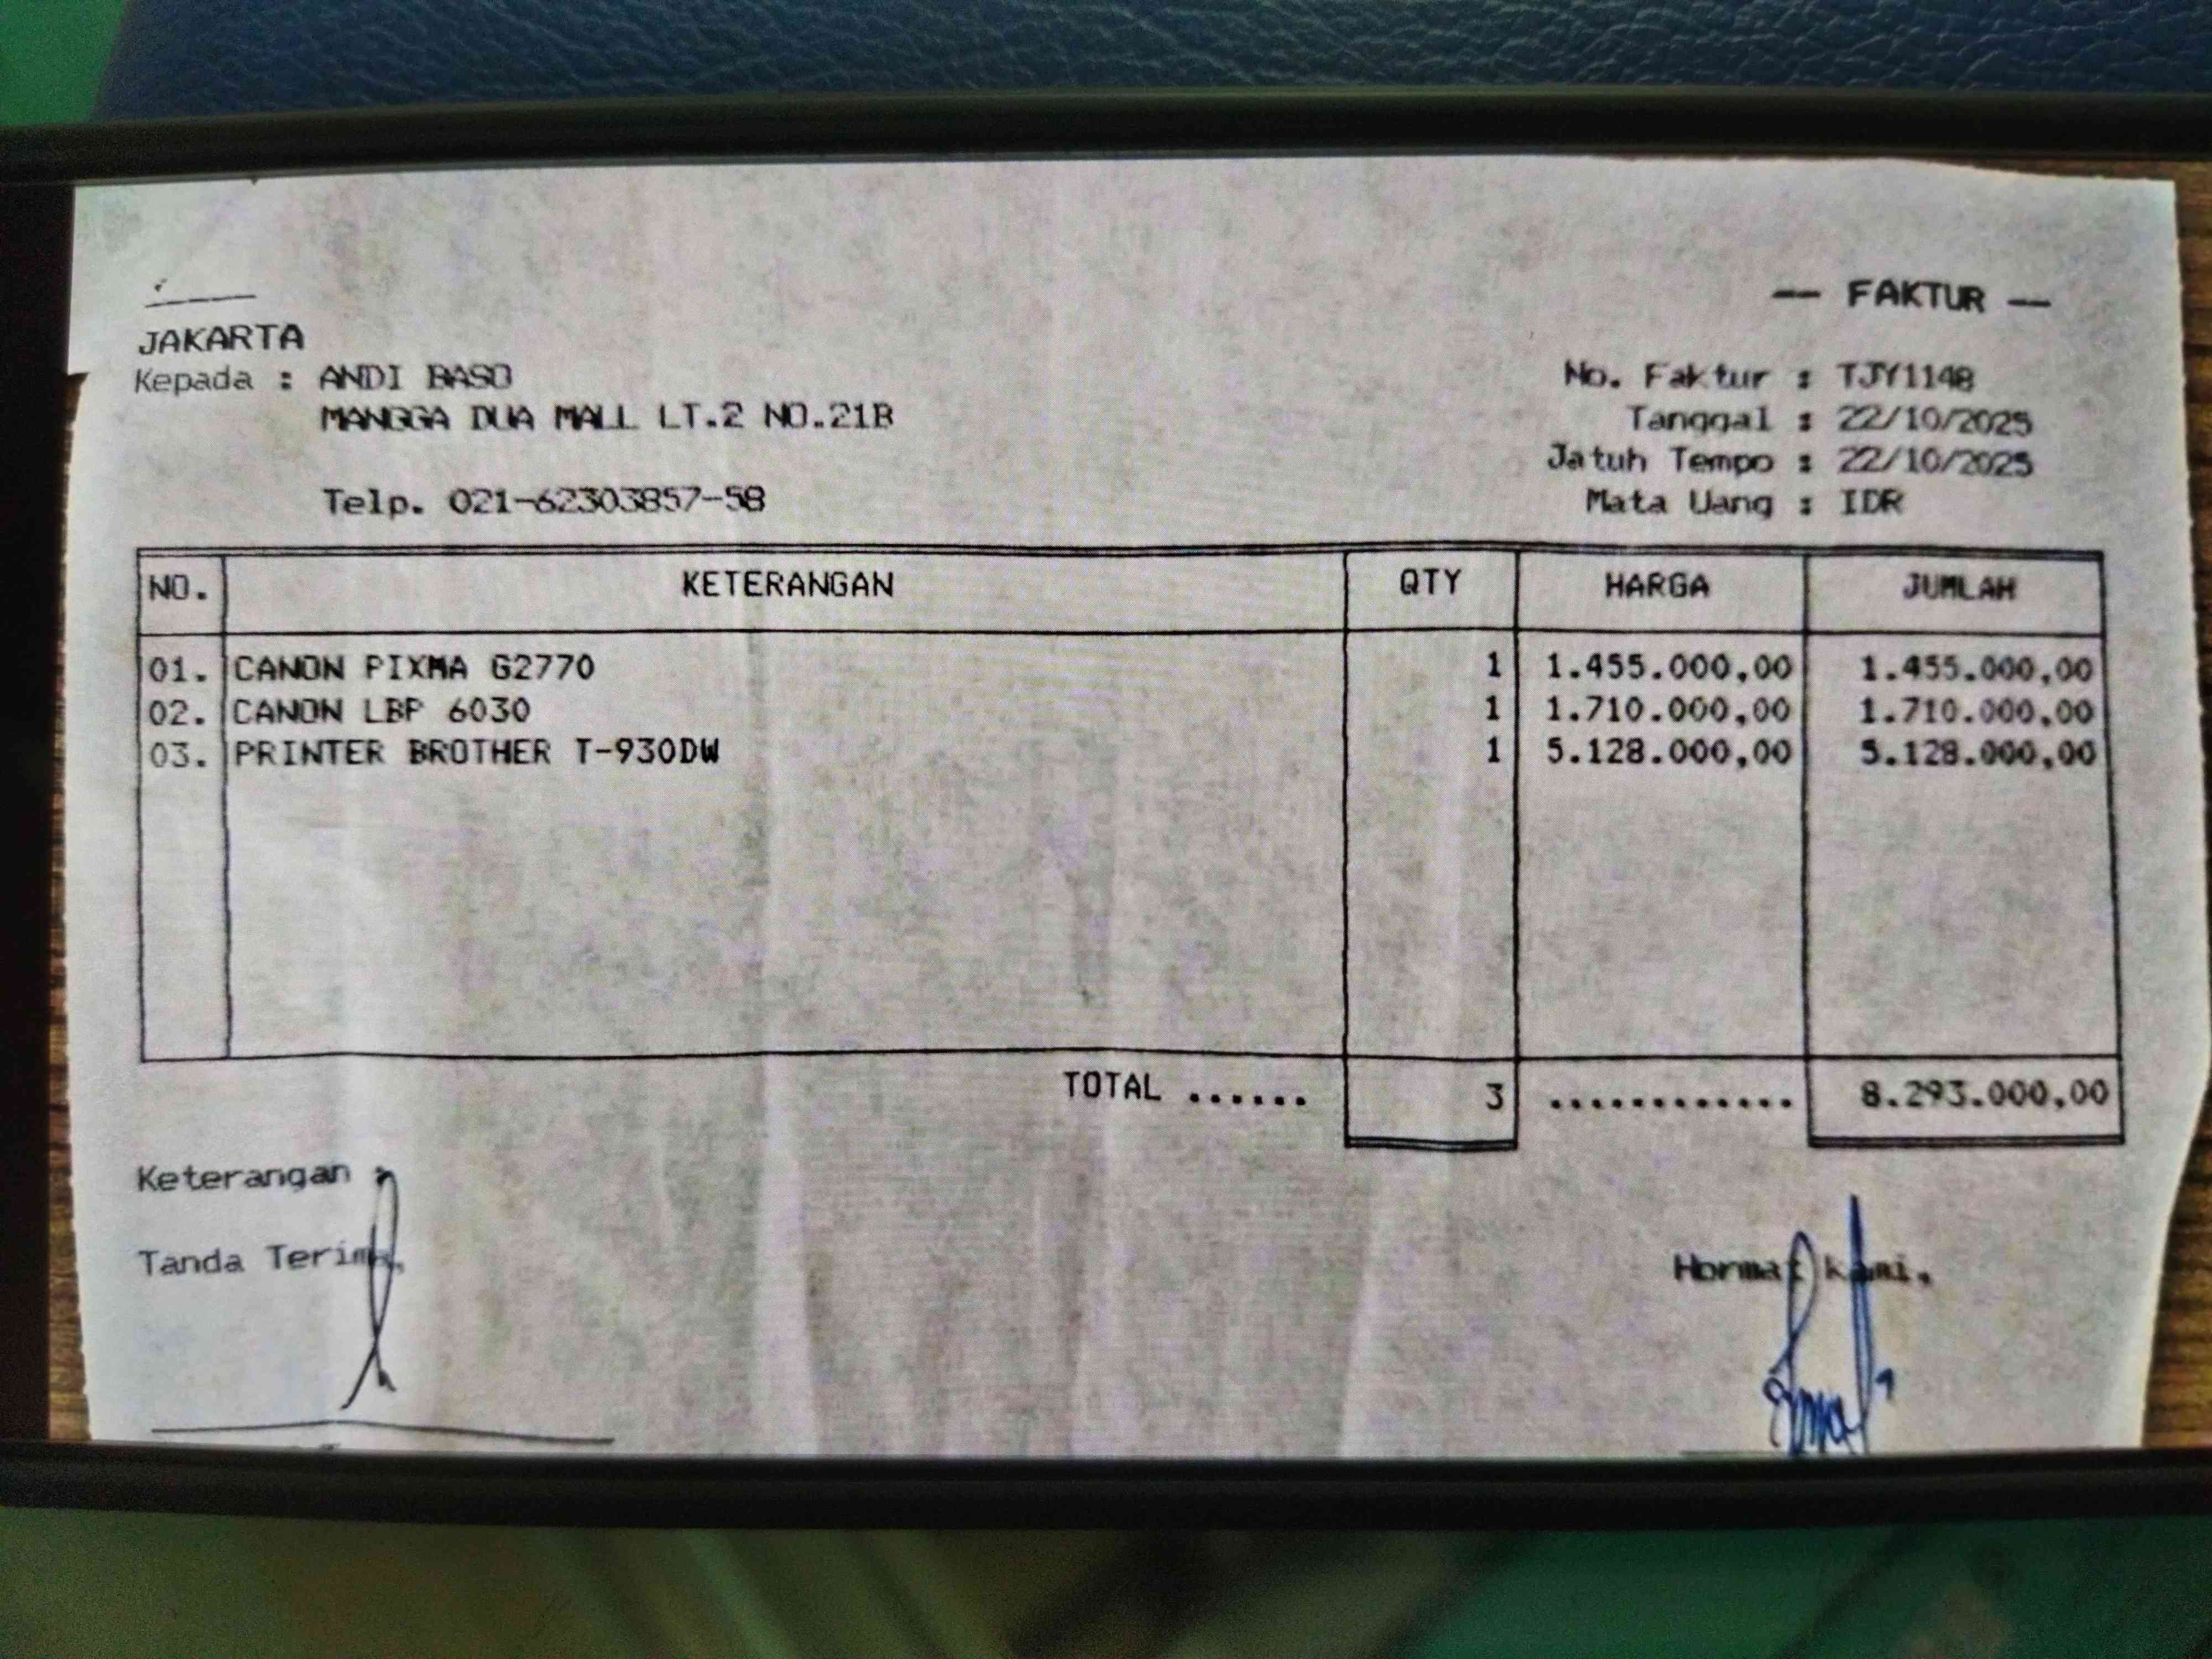 JAKARTA
Kepada : ANDI BASO
MANGGA DUA MALL LT.2 NO.21B
Telp. 021-62303857-58
-- FAKTUR --
No. Faktur : TJY1148
Tanggal : 22/10/2025
Jatuh Tempo : 22/10/2025
Mata Uang : IDR
NO. KETERANGAN QTY HARGA JUMLAH
01. CANON PIXMA G2770 1 1.455.000,00 1.455.000,00
02. CANON LBP 6030 1 1.710.000,00 1.710.000,00
03. PRINTER BROTHER T-930DW 1 5.128.000,00 5.128.000,00
TOTAL ...... 3 ............ 8.293.000,00
Keterangan :
Tanda Terima,
Hormat kami,